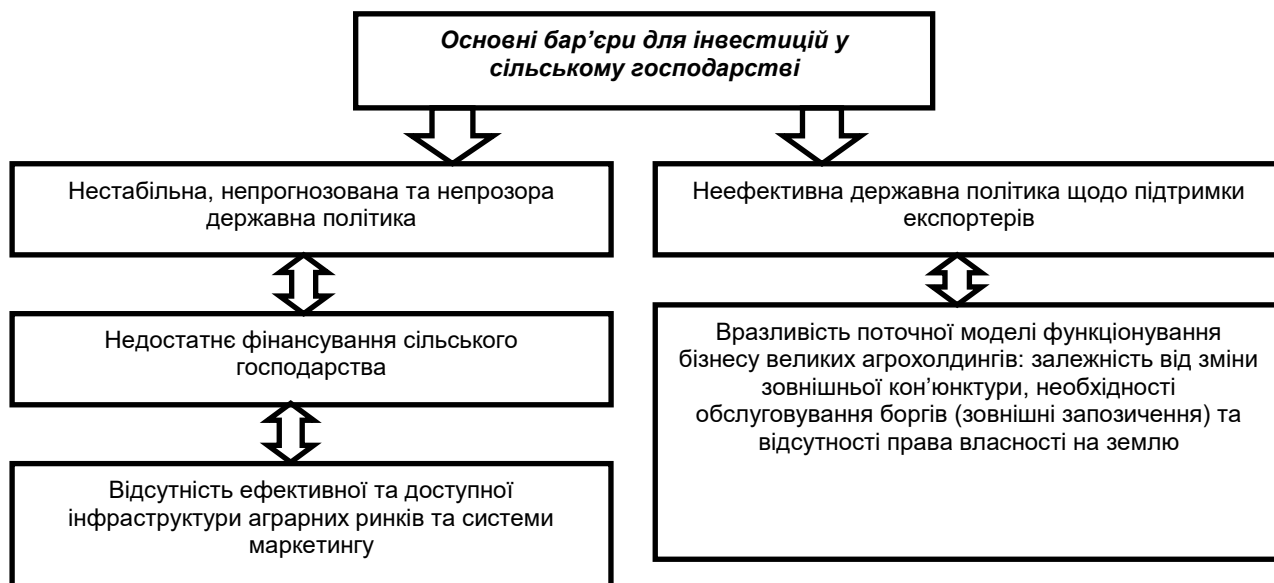 Основні бар’єри для інвестицій у
сільському господарстві
Нестабільна, непрогнозована та непрозора
державна політика
Неефективна державна політика щодо підтримки
експортерів
Недостатнє фінансування сільського
господарства
Вразливість поточної моделі функціонування
бізнесу великих агрохолдингів: залежність від зміни
зовнішньої кон’юнктури, необхідності
обслуговування боргів (зовнішні запозичення) та
відсутності права власності на землю
Відсутність ефективної та доступної
інфраструктури аграрних ринків та системи
маркетингу